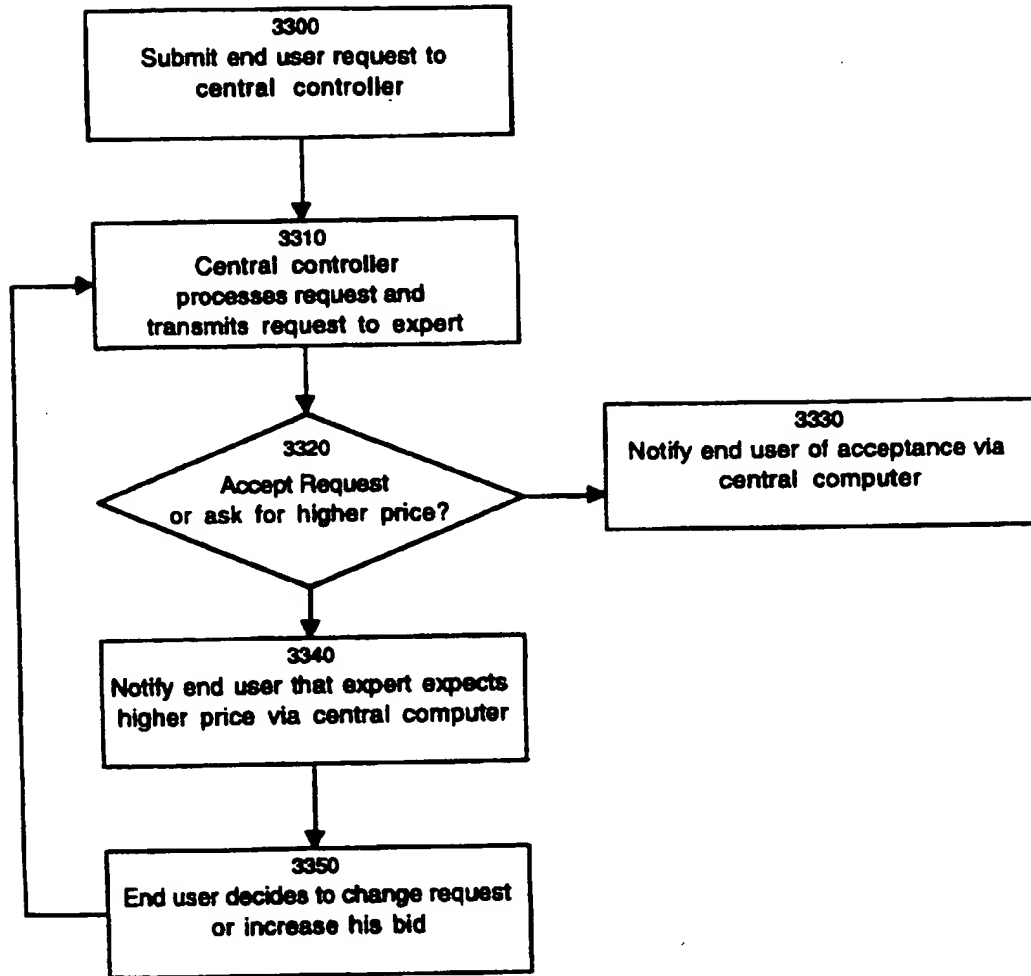 3300
Submit end user request to
central controller
3310
Central controller
processes request and
transmits request to expert
3320
Accept Request
or ask for higher price?
3330
Notify end user of acceptance via
central computer
3340
Notify end user that expert expects
higher price via central computer
3350
End user decides to change request
or increase his bid